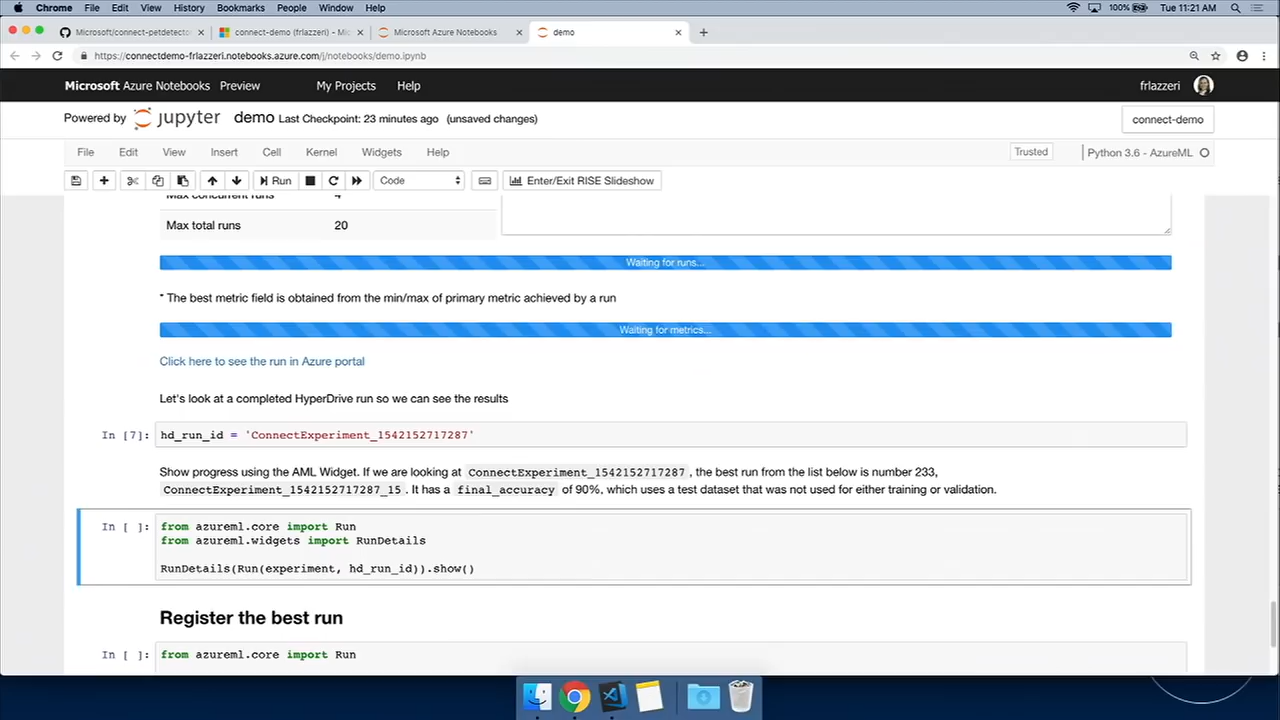 Chrome File Edit View History Bookmarks People Window Help 100% Tue 11:21 AM
Microsoft/connect-petdetector connect-demo (frlazzeri) - Mi Microsoft Azure Notebooks demo
https://connectdemo-frlazzeri.notebooks.azure.com/j/notebooks/demo.ipynb
Microsoft Azure Notebooks Preview My Projects Help frlazzeri
Powered by jupyter demo Last Checkpoint: 23 minutes ago (unsaved changes) connect-demo
File Edit View Insert Cell Kernel Widgets Help Trusted Python 3.6 - AzureML
Run Code Enter/Exit RISE Slideshow
Max concurrent runs 4
Max total runs 20
Waiting for runs...
* The best metric field is obtained from the min/max of primary metric achieved by a run
Waiting for metrics...
Click here to see the run in Azure portal
Let's look at a completed HyperDrive run so we can see the results
In [7]: hd_run_id = 'ConnectExperiment_1542152717287'
Show progress using the AML Widget. If we are looking at ConnectExperiment_1542152717287, the best run from the list below is number 233,
ConnectExperiment_1542152717287_15. It has a final_accuracy of 90%, which uses a test dataset that was not used for either training or validation.
In [ ]: from azureml.core import Run
from azureml.widgets import RunDetails
RunDetails(Run(experiment, hd_run_id)).show()
Register the best run
In [ ]: from azureml.core import Run